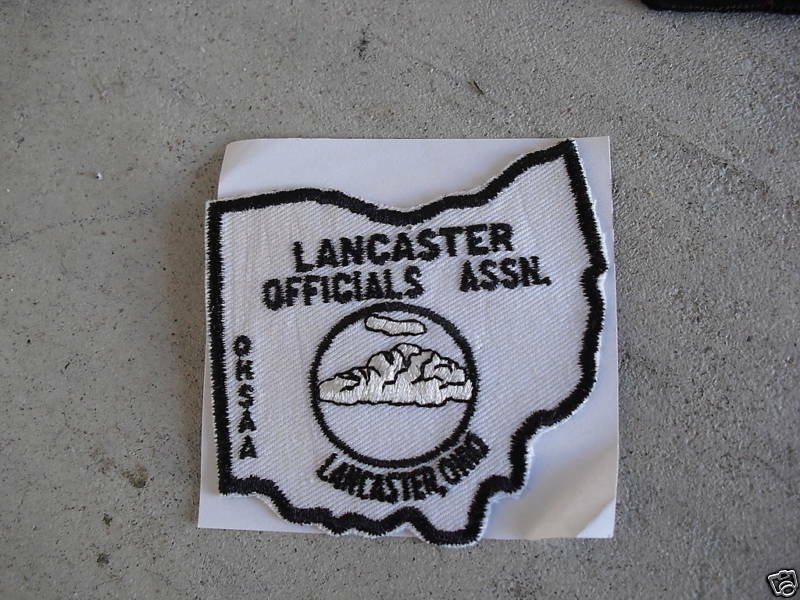 LANCASTER
OFFICIALS ASSN.
OHSAA
LANCASTER, OHIO